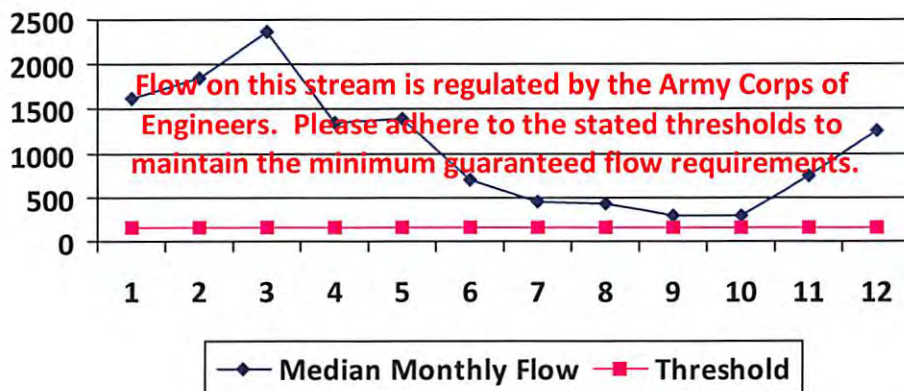 2500
2000
1500
1000
500
0
Flow on this stream is regulated by the Army Corps of
Engineers. Please adhere to the stated thresholds to
maintain the minimum guaranteed flow requirements.
1 2 3 4 5 6 7 8 9 10 11 12
Median Monthly Flow Threshold